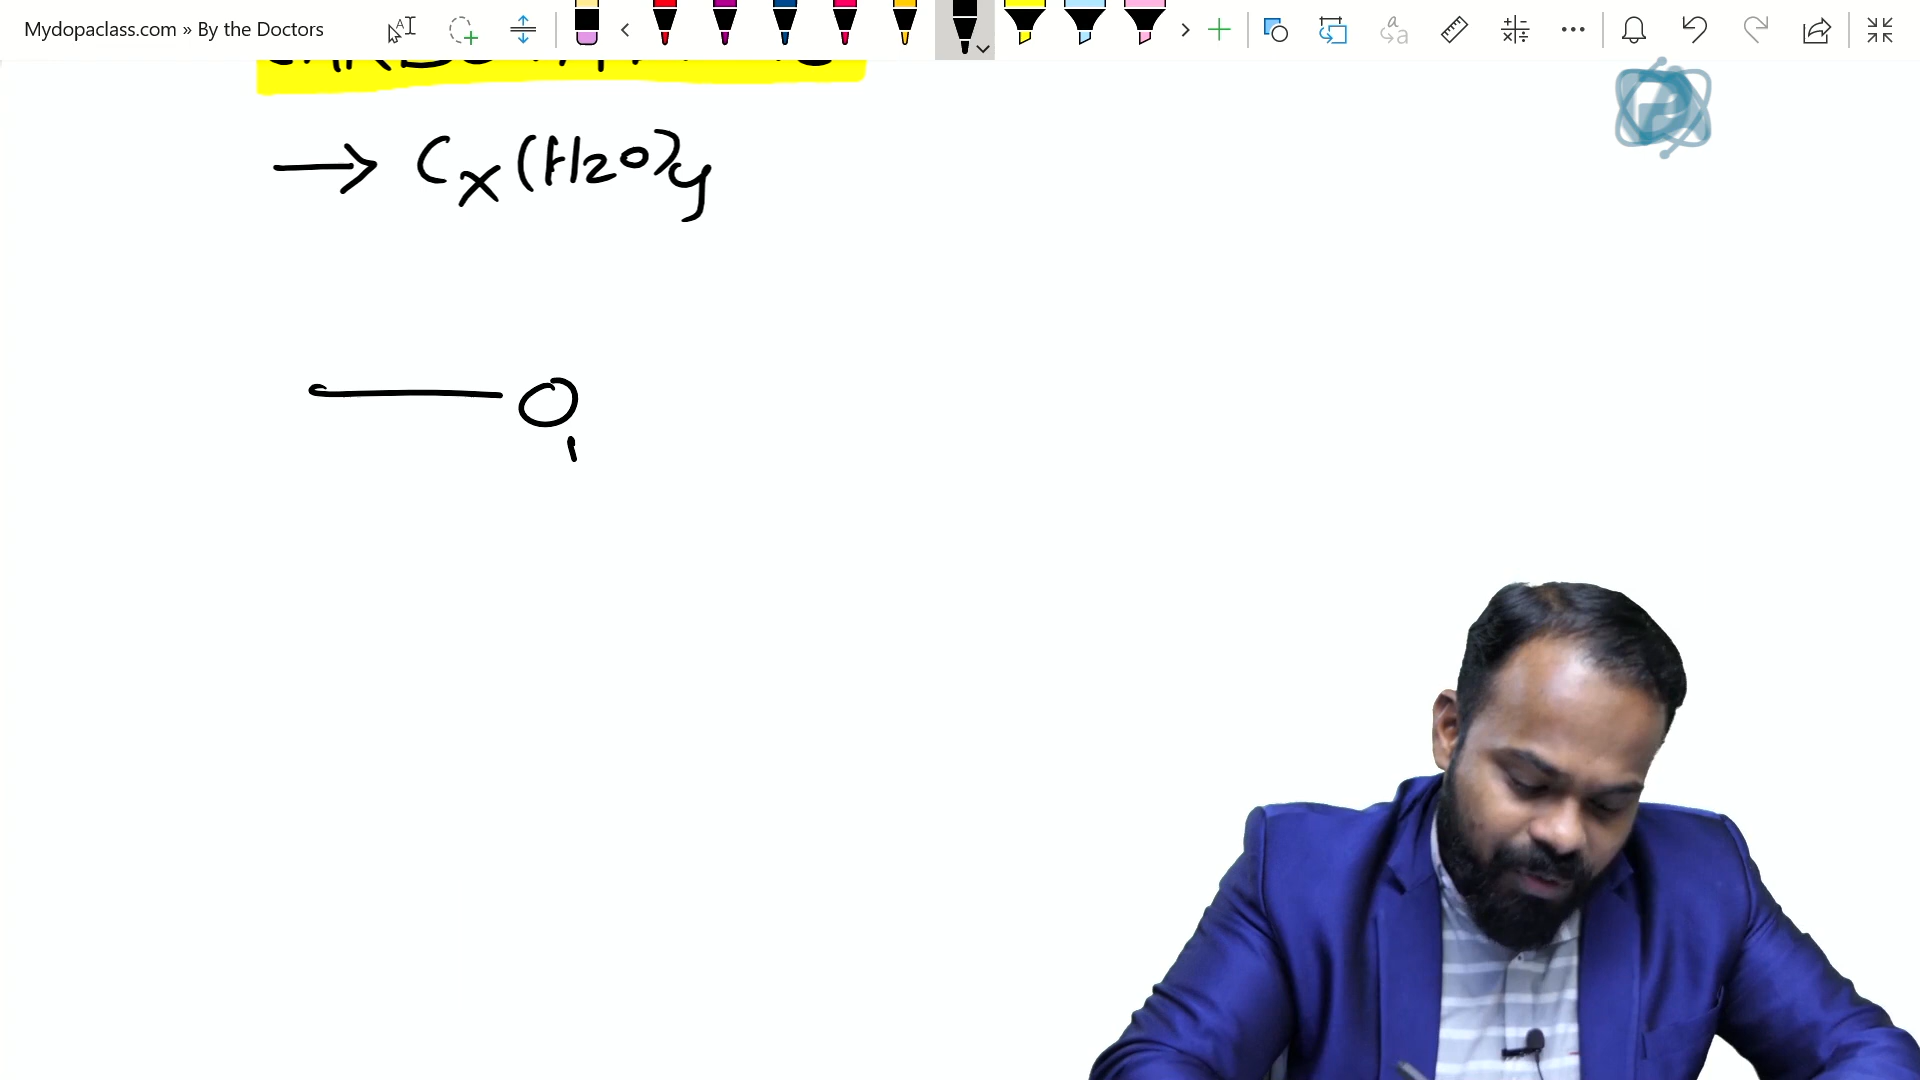 Mydopaclass.com » By the Doctors
→ Cx(H2O)y
O